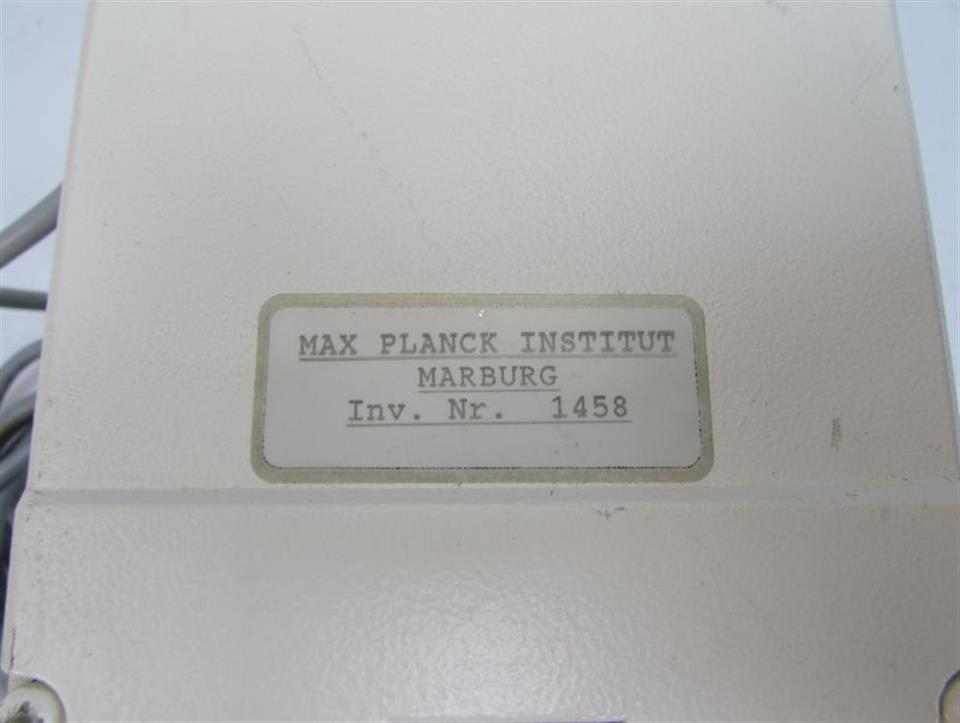 MAX PLANCK INSTITUT
MARBURG
Inv. Nr. 1458